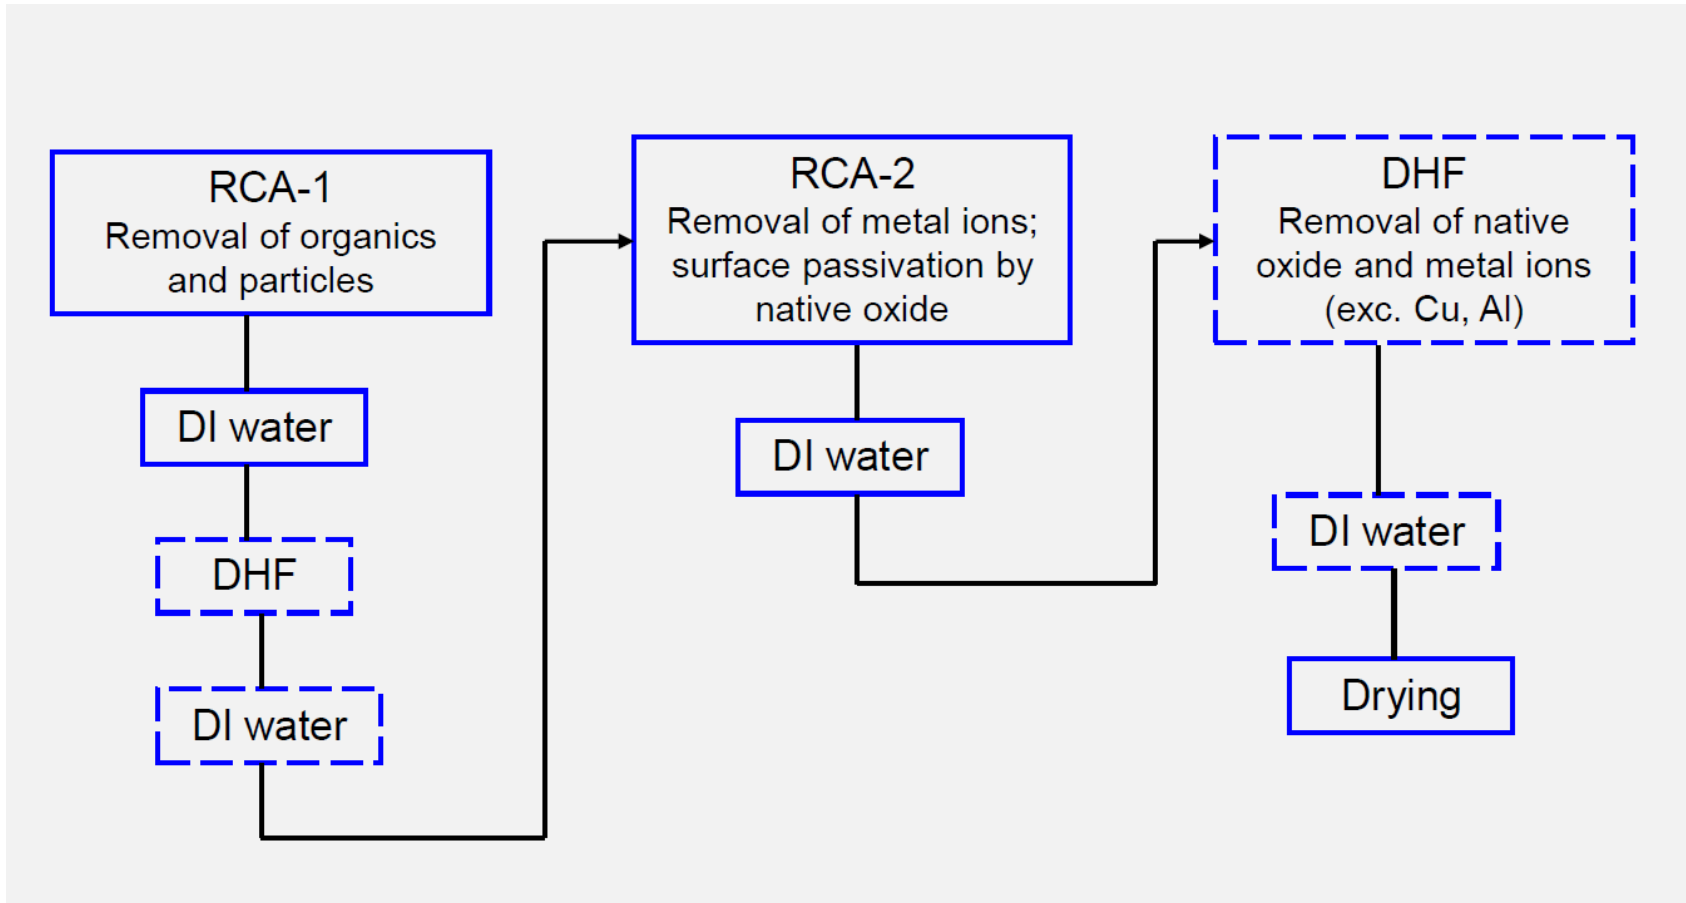 RCA-1
Removal of organics
and particles
DI water
DHF
DI water
RCA-2
Removal of metal ions;
surface passivation by
native oxide
DI water
DHF
Removal of native
oxide and metal ions
(exc. Cu, Al)
DI water
Drying